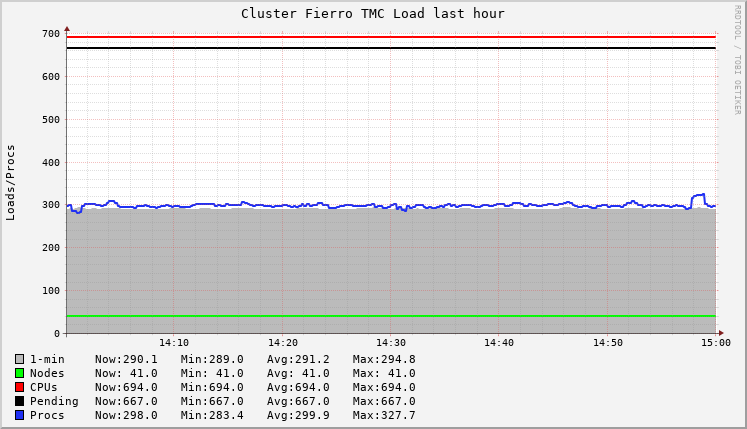 Cluster Fierro TMC Load last hour
RRDTOOL / TOBI OETIKER
Loads/Procs
700
600
500
400
300
200
100
0
14:10 14:20 14:30 14:40 14:50 15:00
1-min Now:290.1 Min:289.0 Avg:291.2 Max:294.8
Nodes Now: 41.0 Min: 41.0 Avg: 41.0 Max: 41.0
CPUs Now:694.0 Min:694.0 Avg:694.0 Max:694.0
Pending Now:667.0 Min:667.0 Avg:667.0 Max:667.0
Procs Now:298.0 Min:283.4 Avg:299.9 Max:327.7